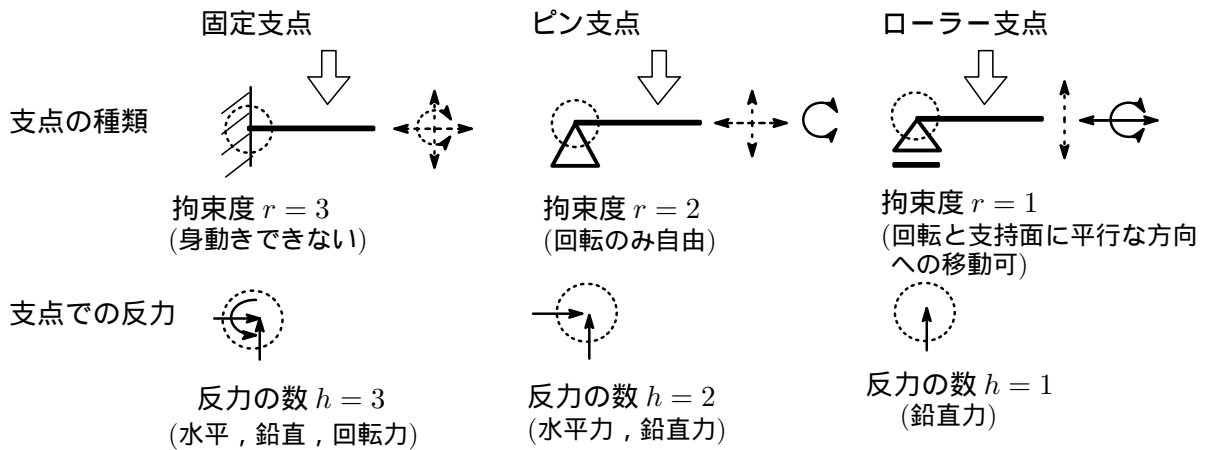 固定支点
ピン支点
ローラー支点
支点の種類
拘束度 r = 3
(身動きできない)
拘束度 r = 2
(回転のみ自由)
拘束度 r = 1
(回転と支持面に平行な方向
への移動可)
支点での反力
反力の数 h = 3
(水平，鉛直，回転力)
反力の数 h = 2
(水平力，鉛直力)
反力の数 h = 1
(鉛直力)